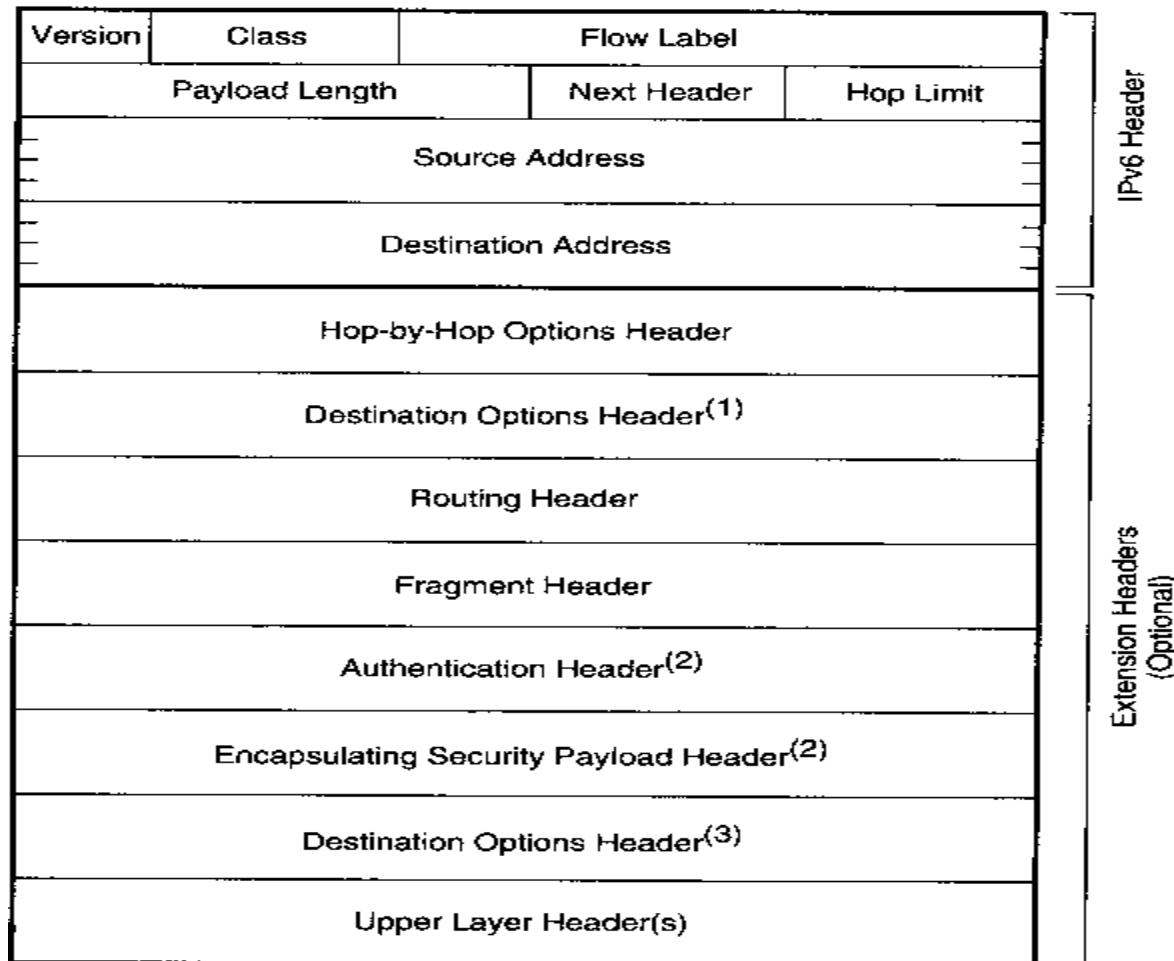 Version Class Flow Label
Payload Length Next Header Hop Limit
Source Address
Destination Address
IPv6 Header
Hop-by-Hop Options Header
Destination Options Header(1)
Routing Header
Fragment Header
Authentication Header(2)
Encapsulating Security Payload Header(2)
Destination Options Header(3)
Upper Layer Header(s)
Extension Headers
(Optional)